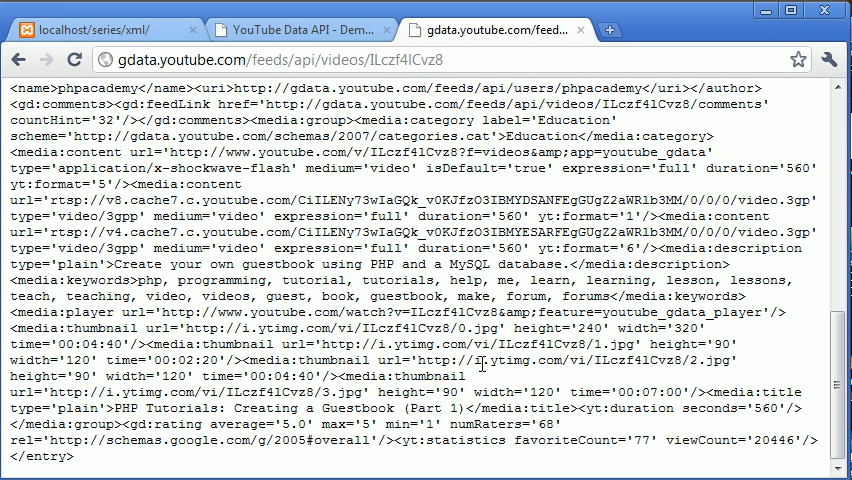 localhost/series/xml/
YouTube Data API - Dem...
gdata.youtube.com/feed...
gdata.youtube.com/feeds/api/videos/ILczf4lCvz8
<name>phpacademy</name><uri>http://gdata.youtube.com/feeds/api/users/phpacademy</uri></author>
<gd:comments><gd:feedLink href='http://gdata.youtube.com/feeds/api/videos/ILczf4lCvz8/comments'
countHint='32'/></gd:comments><media:group><media:category label='Education'
scheme='http://gdata.youtube.com/schemas/2007/categories.cat'>Education</media:category>
<media:content url='http://www.youtube.com/v/ILczf4lCvz8?f=videos&amp;app=youtube_gdata'
type='application/x-shockwave-flash' medium='video' isDefault='true' expression='full' duration='560'
yt:format='5'/><media:content
url='rtsp://v8.cache7.c.youtube.com/CiILENy73wIaGQk_v0KJfzO3IBMYDSANFEgGUgZ2aWRlb3MM/0/0/0/video.3gp'
type='video/3gpp' medium='video' expression='full' duration='560' yt:format='1'/><media:content
url='rtsp://v4.cache7.c.youtube.com/CiILENy73wIaGQk_v0KJfzO3IBMYESARFEgGUgZ2aWRlb3MM/0/0/0/video.3gp'
type='video/3gpp' medium='video' expression='full' duration='560' yt:format='6'/><media:description
type='plain'>Create your own guestbook using PHP and a MySQL database.</media:description>
<media:keywords>php, programming, tutorial, tutorials, help, me, learn, learning, lesson, lessons,
teach, teaching, video, videos, guest, book, guestbook, make, forum, forums</media:keywords>
<media:player url='http://www.youtube.com/watch?v=ILczf4lCvz8&amp;feature=youtube_gdata_player'/>
<media:thumbnail url='http://i.ytimg.com/vi/ILczf4lCvz8/0.jpg' height='240' width='320'
time='00:04:40'/><media:thumbnail url='http://i.ytimg.com/vi/ILczf4lCvz8/1.jpg' height='90'
width='120' time='00:02:20'/><media:thumbnail url='http://i.ytimg.com/vi/ILczf4lCvz8/2.jpg'
height='90' width='120' time='00:04:40'/><media:thumbnail
url='http://i.ytimg.com/vi/ILczf4lCvz8/3.jpg' height='90' width='120' time='00:07:00'/><media:title
type='plain'>PHP Tutorials: Creating a Guestbook (Part 1)</media:title><yt:duration seconds='560'/>
</media:group><gd:rating average='5.0' max='5' min='1' numRaters='68'
rel='http://schemas.google.com/g/2005#overall'/><yt:statistics favoriteCount='77' viewCount='20446'/>
</entry>